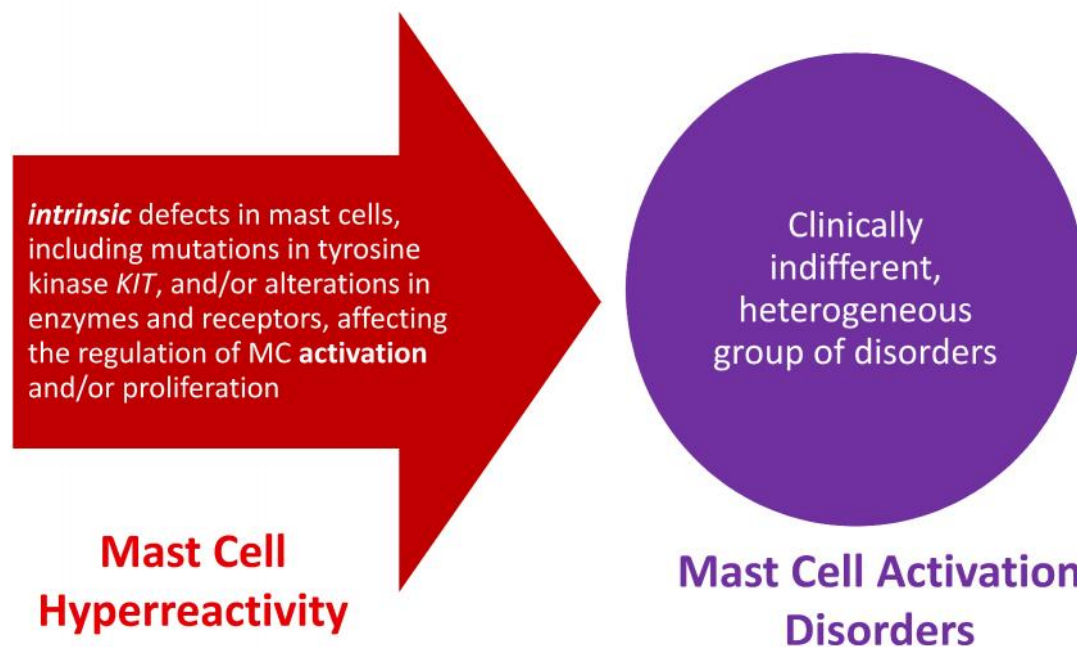 intrinsic defects in mast cells,
including mutations in tyrosine
kinase KIT, and/or alterations in
enzymes and receptors, affecting
the regulation of MC activation
and/or proliferation
Clinically
indifferent,
heterogeneous
group of disorders
Mast Cell
Hyperreactivity
Mast Cell Activation
Disorders